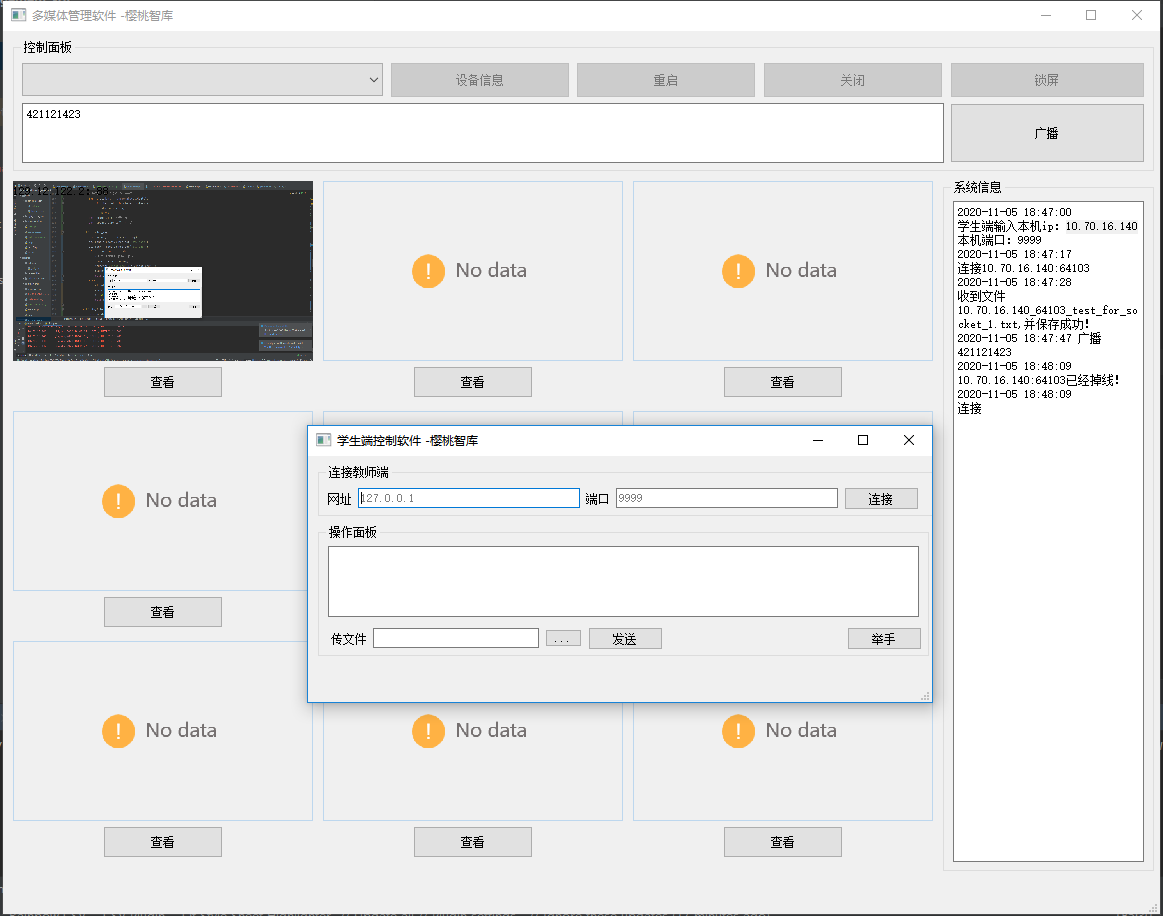 多媒体管理软件 -樱桃智库
控制面板
设备信息
重启
关闭
锁屏
421121423
广播
系统信息
2020-11-05 18:47:00
学生端输入本机ip：10.70.16.140
本机端口：9999
2020-11-05 18:47:17
连接10.70.16.140:64103
2020-11-05 18:47:28
收到文件
10.70.16.140_64103_test_for_so
cket_1.txt,并保存成功！
2020-11-05 18:47:47 广播
421121423
2020-11-05 18:48:09
10.70.16.140:64103已经掉线！
2020-11-05 18:48:09
连接
No data
No data
查看
查看
查看
No data
查看
学生端控制软件 -樱桃智库
连接教师端
网址
127.0.0.1
端口
9999
连接
操作面板
传文件
...
发送
举手
No data
No data
No data
查看
查看
查看